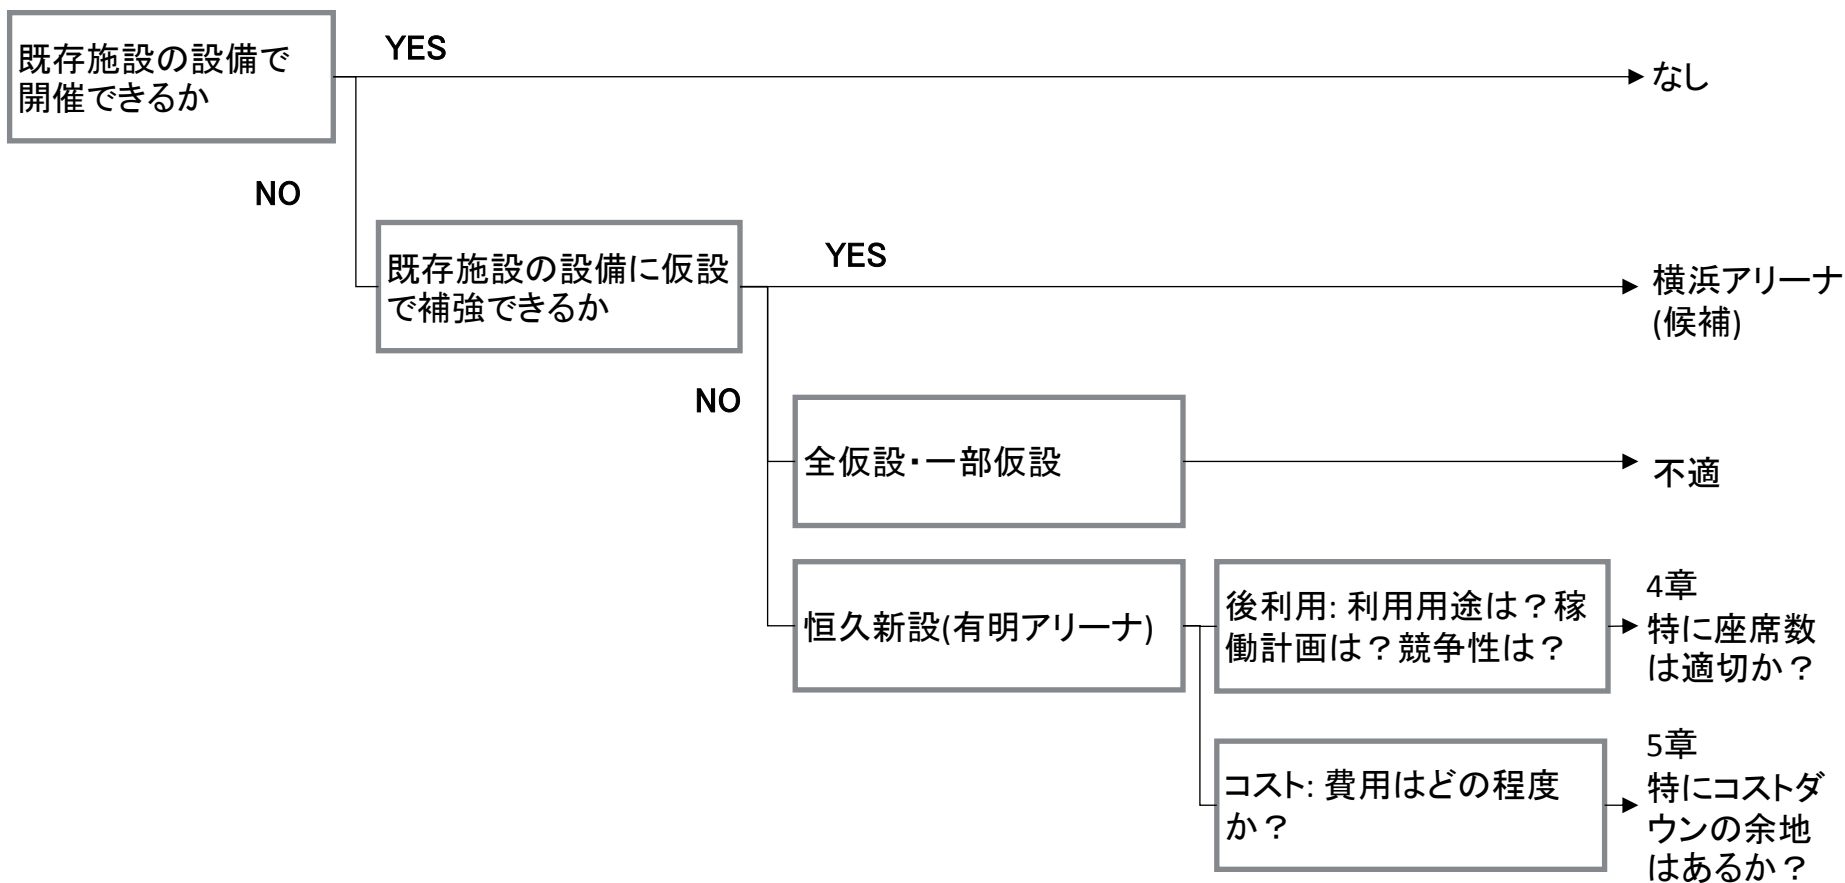 既存施設の設備で
開催できるか
YES
なし
NO
既存施設の設備に仮設
で補強できるか
YES
横浜アリーナ
(候補)
NO
全仮設・一部仮設
不適
恒久新設(有明アリーナ)
後利用: 利用用途は？稼
働計画は？競争性は？
4章
特に座席数
は適切か？
コスト: 費用はどの程度
か？
5章
特にコストダ
ウンの余地
はあるか？